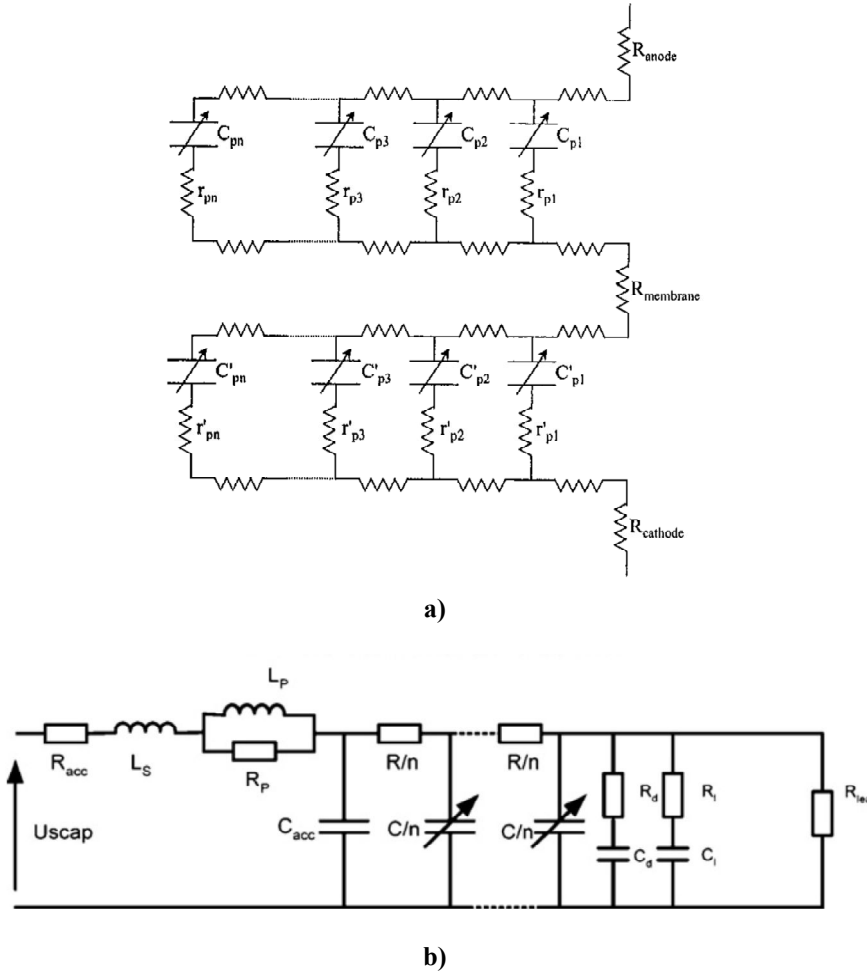 R_anode
C_pn C_p3 C_p2 C_p1
r_pn r_p3 r_p2 r_p1
R_membrane
C'_pn C'_p3 C'_p2 C'_p1
r'_pn r'_p3 r'_p2 r'_p1
R_cathode
a)
L_P
R_acc L_S R_P R/n R/n
R_d R_l
Uscap C_acc C/n C/n
C_d C_l
b)